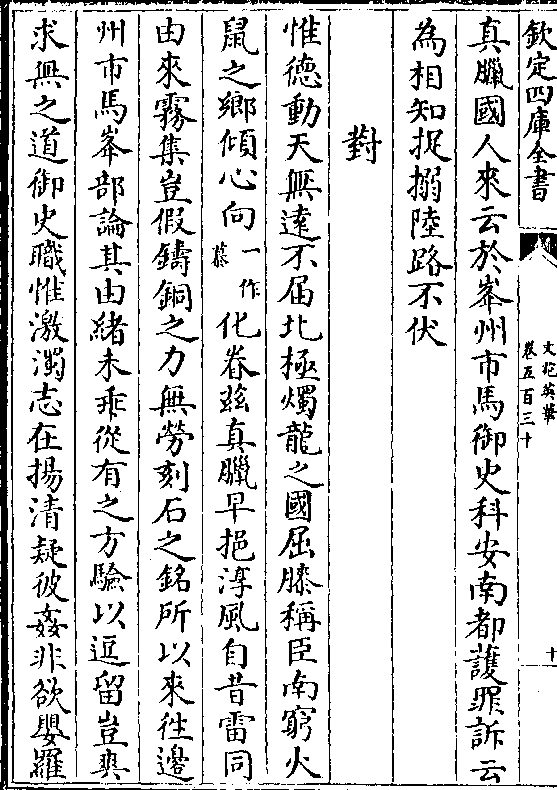 欽定四庫全書
文苑英華
卷五百三十
十
真臘國人來云於峯州市馬御史科安南都護罪訴云
為相知捉搦陸路不伏
對
惟德動天無遠不届北極燭龍之國屈膝稱臣南窮火
鼠之鄉傾心向一作慕化眷兹真臘早挹淳風自昔雷同
由來霧集豈假鑄銅之力無勞刻石之銘所以來徃邊
州市馬峯部論其由緒未乖從有之方驗以逗留豈爽
求無之道御史職惟激濁志在揚清疑彼姦非欲嬰羅